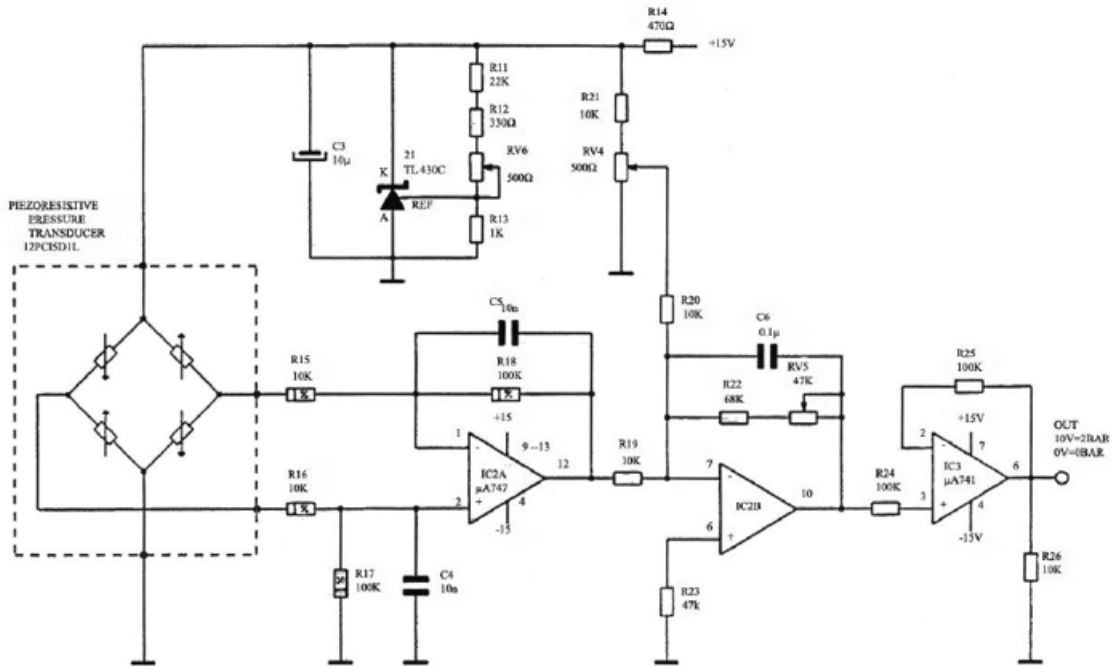 R14
470Ω
+15V
R11
22K
R12
330Ω
RV6
500Ω
R13
1K
C3
10µ
21
TL 430C
K
A
REF
R21
10K
RV4
500Ω
PIEZORESISTIVE
PRESSURE
TRANSDUCER
12PCISD1L
R20
10K
C5
10n
R15
10K
R18
100K
C6
0.1µ
RV5
47K
R22
68K
R25
100K
+15
1
-
9--13
IC2A
µA747
12
2
+
4
-15
R16
10K
R19
10K
7
-
IC2B
10
6
+
R24
100K
+15V
2
-
7
IC3
µA741
6
3
+
4
-15V
OUT
10V=2BAR
0V=0BAR
R17
100K
C4
10n
R23
47k
R26
10K